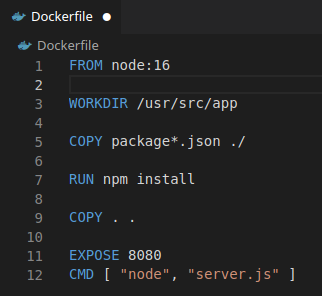 Dockerfile
Dockerfile
1 FROM node:16
2
3 WORKDIR /usr/src/app
4
5 COPY package*.json ./
6
7 RUN npm install
8
9 COPY . .
10
11 EXPOSE 8080
12 CMD [ "node", "server.js" ]